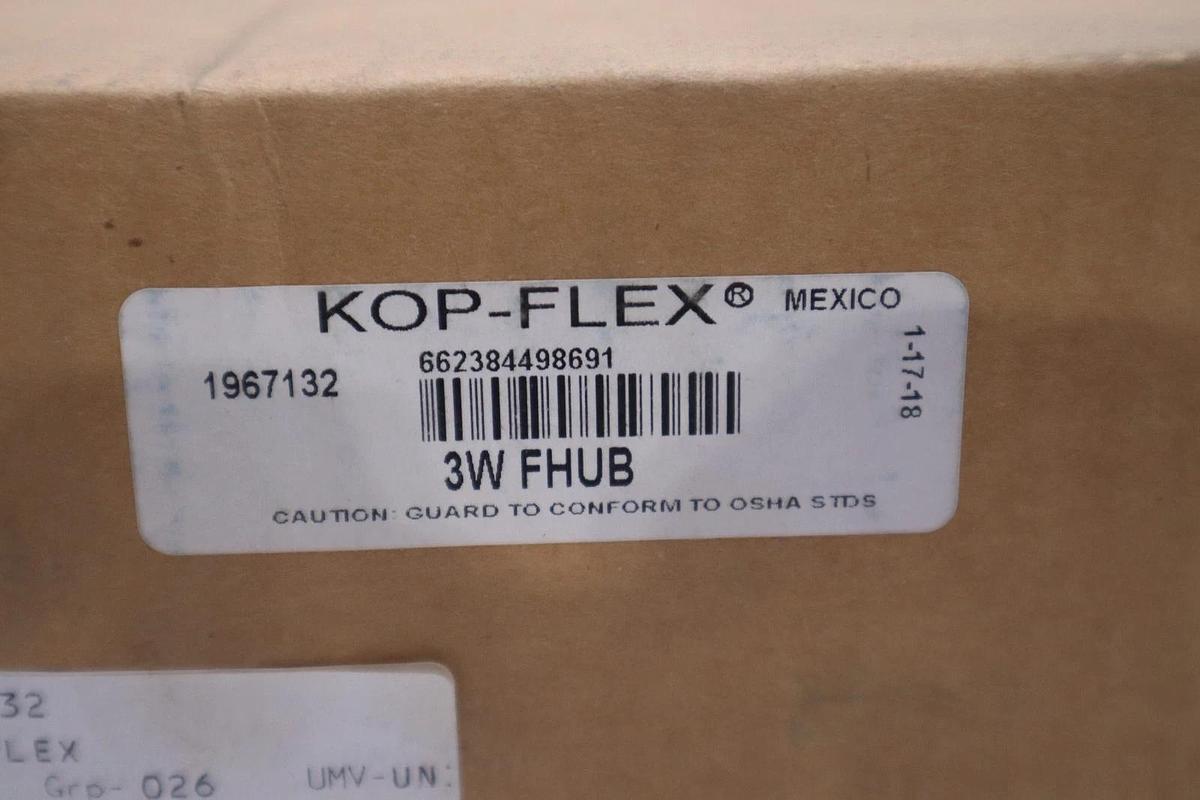 KOP-FLEX® MEXICO
1-17-18
662384498691
1967132
3W FHUB
CAUTION: GUARD TO CONFORM TO OSHA STDS
32
LEX
Grp- 026 UMV-UN: